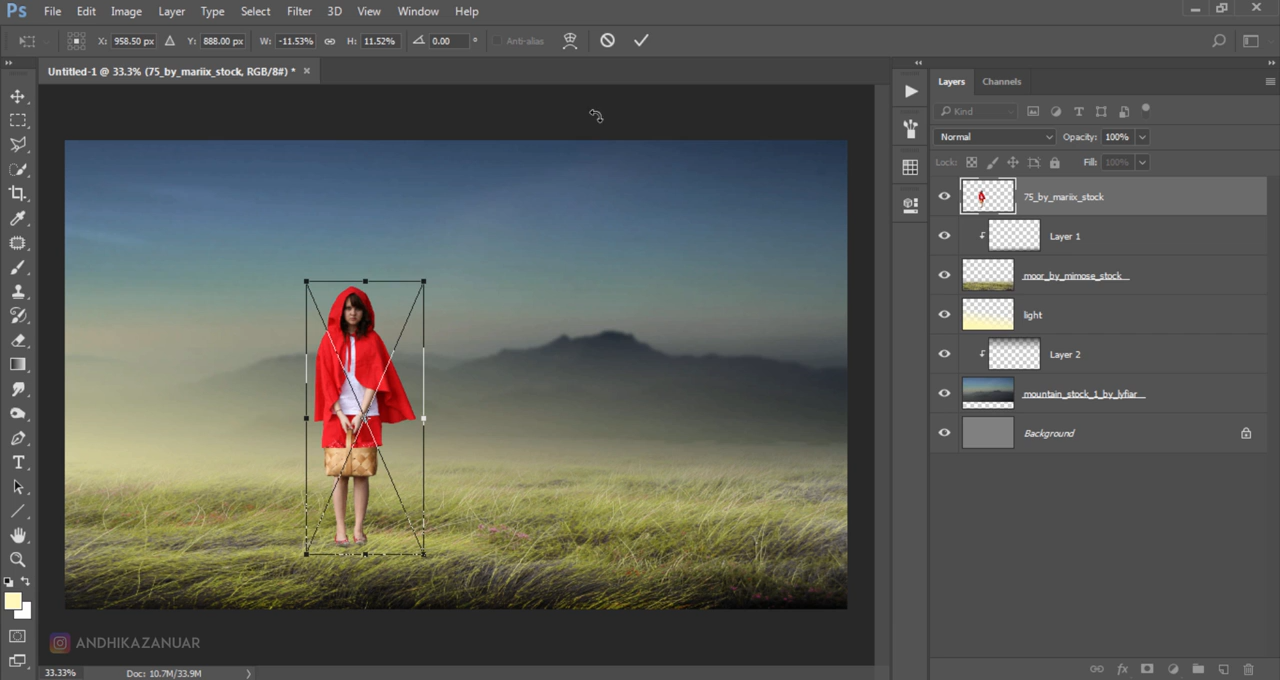 Ps File Edit Image Layer Type Select Filter 3D View Window Help
X: 958.50 px Y: 888.00 px W: -11.53% H: 11.52% 0.00 ° Anti-alias
Untitled-1 @ 33.3% (75_by_mariix_stock, RGB/8#) * ×
Layers Channels
Kind
Normal Opacity: 100%
Lock: Fill: 100%
75_by_mariix_stock
Layer 1
moor_by_mimose_stock
light
Layer 2
mountain_stock_1_by_lyfiar
Background
ANDHIKAZANUAR
33.33% Doc: 10.7M/33.9M